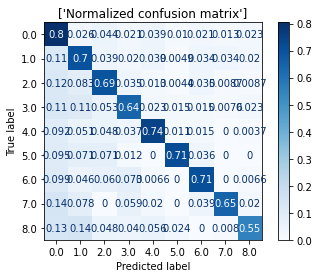 ['Normalized confusion matrix']
0.0 0.8 0.026 0.044 0.021 0.039 0.01 0.021 0.013 0.023
1.0 0.11 0.7 0.039 0.02 0.039 0.0049 0.034 0.034 0.02
2.0 0.12 0.083 0.69 0.035 0.013 0.0044 0.035 0.0087 0.0087
3.0 0.11 0.11 0.053 0.64 0.023 0.015 0.015 0.0076 0.023
4.0 0.092 0.051 0.048 0.037 0.74 0.011 0.015 0 0.0037
5.0 0.095 0.071 0.071 0.012 0 0.71 0.036 0 0
6.0 0.099 0.046 0.06 0.073 0.0066 0 0.71 0 0.0066
7.0 0.14 0.078 0 0.059 0.02 0 0.039 0.65 0.02
8.0 0.13 0.14 0.048 0.04 0.056 0.024 0 0.008 0.55
0.0 1.0 2.0 3.0 4.0 5.0 6.0 7.0 8.0
Predicted label
True label
0.8
0.7
0.6
0.5
0.4
0.3
0.2
0.1
0.0